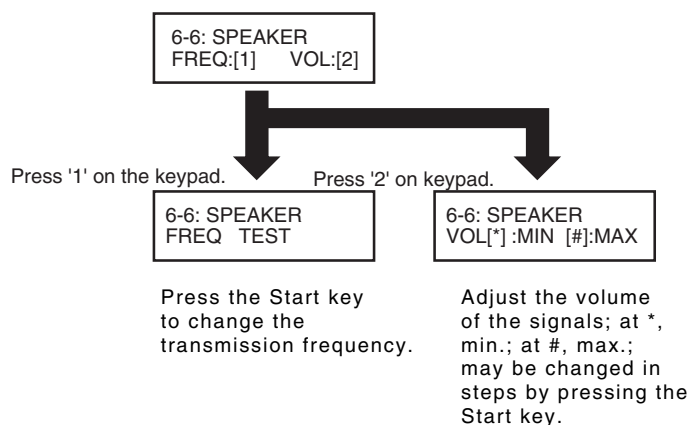 6-6: SPEAKER
FREQ:[1] VOL:[2]
Press '1' on the keypad.
Press '2' on keypad.
6-6: SPEAKER
FREQ TEST
6-6: SPEAKER
VOL[*] :MIN [#]:MAX
Press the Start key
to change the
transmission frequency.
Adjust the volume
of the signals; at *,
min.; at #, max.;
may be changed in
steps by pressing the
Start key.